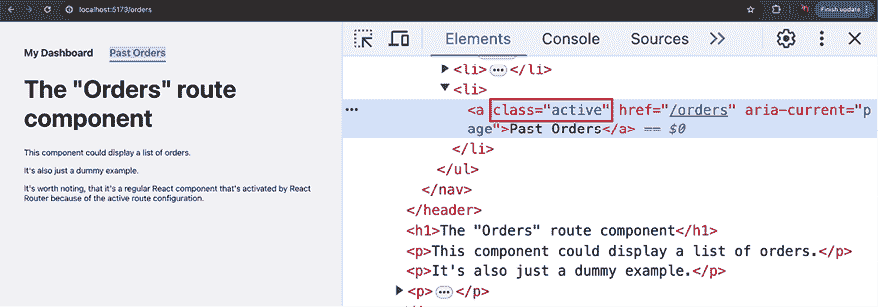 localhost:5173/orders
Finish update
My Dashboard Past Orders
The "Orders" route
component
This component could display a list of orders.
It's also just a dummy example.
It's worth noting, that it's a regular React component that's activated by React
Router because of the active route configuration.
Elements Console Sources
<li> </li>
<li>
<a class="active" href="/orders" aria-current="p
age">Past Orders</a> == $0
</li>
</ul>
</nav>
</header>
<h1>The "Orders" route component</h1>
<p>This component could display a list of orders.</p>
<p>It's also just a dummy example.</p>
<p> </p>